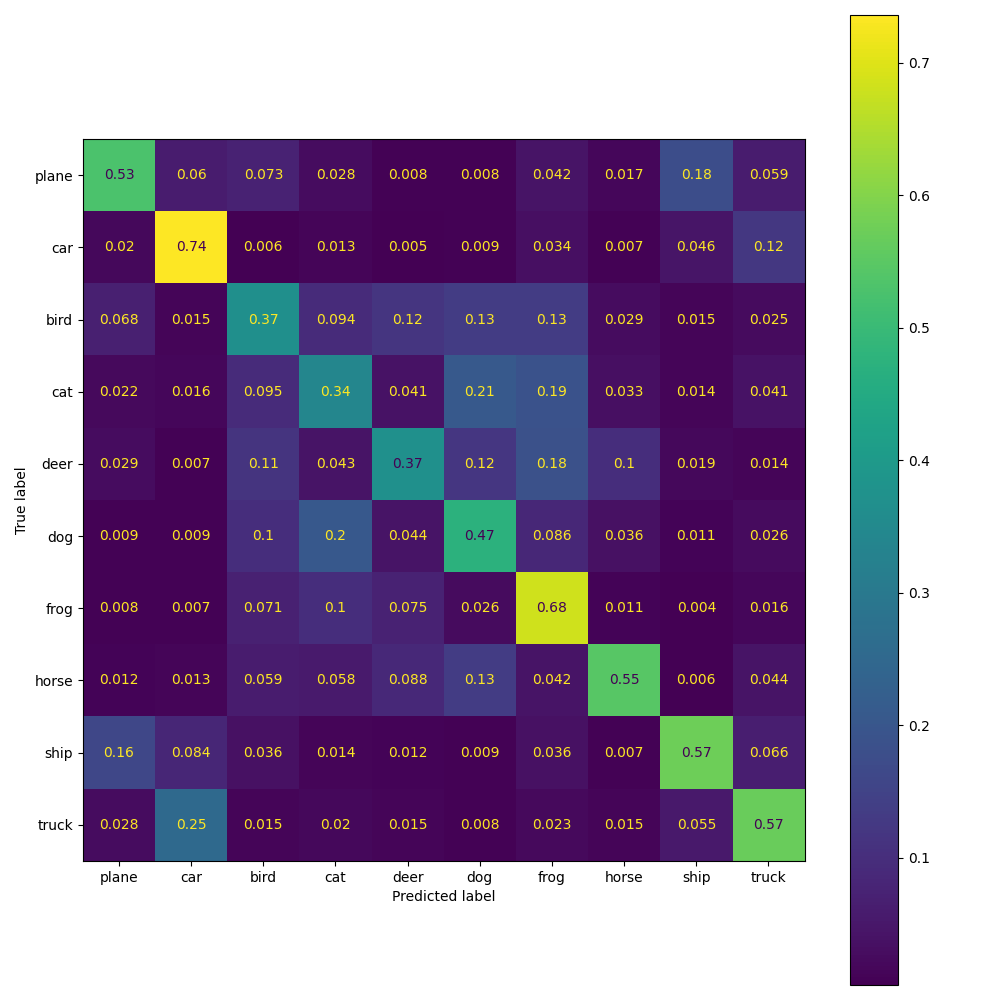 plane 0.53 0.06 0.073 0.028 0.008 0.008 0.042 0.017 0.18 0.059
car 0.02 0.74 0.006 0.013 0.005 0.009 0.034 0.007 0.046 0.12
bird 0.068 0.015 0.37 0.094 0.12 0.13 0.13 0.029 0.015 0.025
cat 0.022 0.016 0.095 0.34 0.041 0.21 0.19 0.033 0.014 0.041
deer 0.029 0.007 0.11 0.043 0.37 0.12 0.18 0.1 0.019 0.014
dog 0.009 0.009 0.1 0.2 0.044 0.47 0.086 0.036 0.011 0.026
frog 0.008 0.007 0.071 0.1 0.075 0.026 0.68 0.011 0.004 0.016
horse 0.012 0.013 0.059 0.058 0.088 0.13 0.042 0.55 0.006 0.044
ship 0.16 0.084 0.036 0.014 0.012 0.009 0.036 0.007 0.57 0.066
truck 0.028 0.25 0.015 0.02 0.015 0.008 0.023 0.015 0.055 0.57
plane car bird cat deer dog frog horse ship truck
Predicted label
True label
0.7
0.6
0.5
0.4
0.3
0.2
0.1